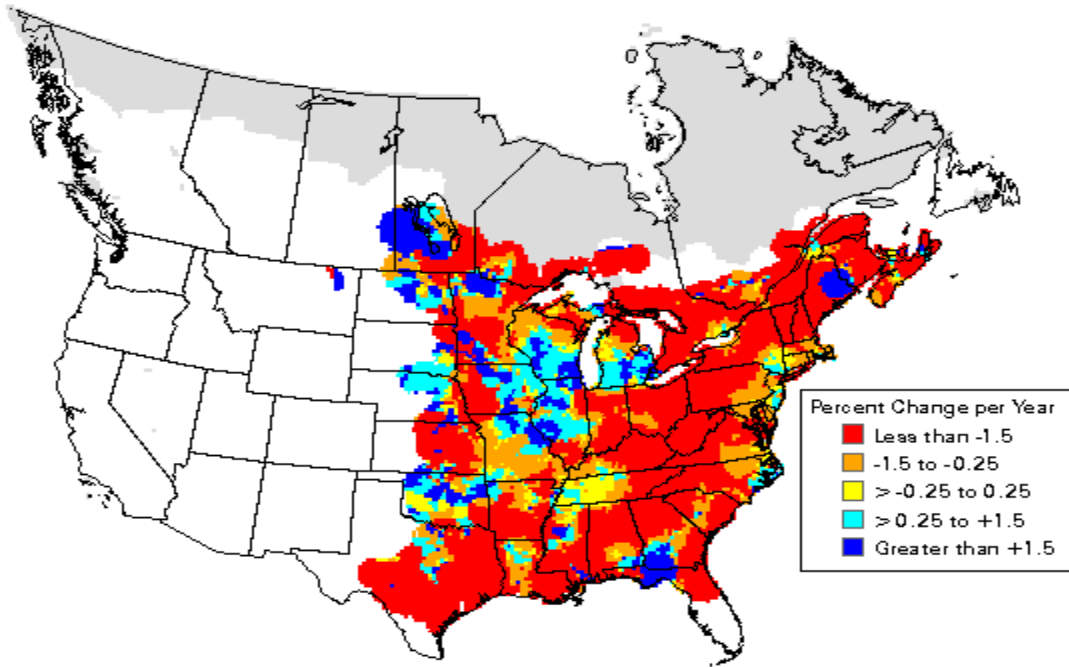 Percent Change per Year
Less than -1.5
-1.5 to -0.25
> -0.25 to 0.25
> 0.25 to +1.5
Greater than +1.5